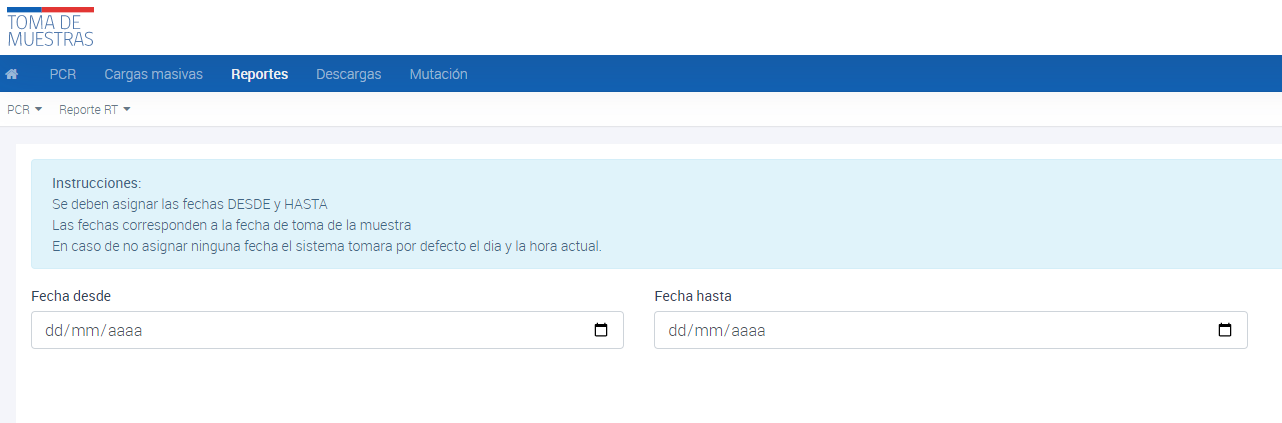 TOMA DE
MUESTRAS
PCR Cargas masivas Reportes Descargas Mutación
PCR Reporte RT
Instrucciones:
Se deben asignar las fechas DESDE y HASTA
Las fechas corresponden a la fecha de toma de la muestra
En caso de no asignar ninguna fecha el sistema tomara por defecto el dia y la hora actual.
Fecha desde Fecha hasta
dd/mm/aaaa dd/mm/aaaa